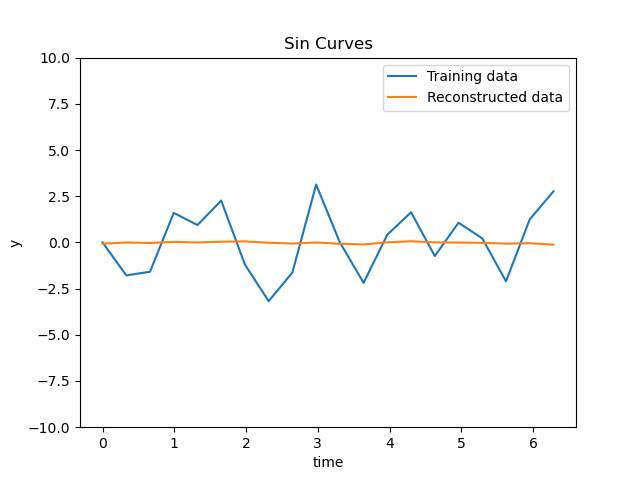 Sin Curves
10.0
7.5
5.0
2.5
0.0
−2.5
−5.0
−7.5
−10.0
y
Training data
Reconstructed data
0 1 2 3 4 5 6
time